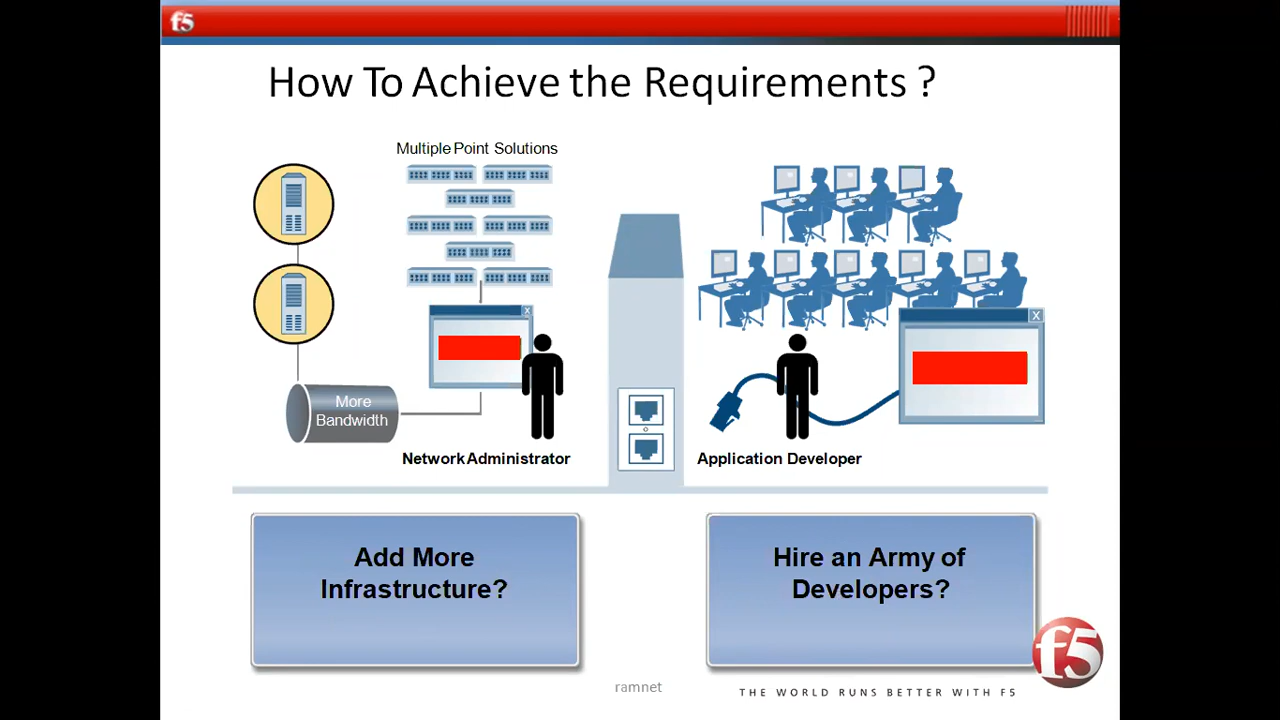 f5
How To Achieve the Requirements ?
Multiple Point Solutions
X
X
More
Bandwidth
Network Administrator
Application Developer
Add More
Infrastructure?
Hire an Army of
Developers?
f5
ramnet
THE WORLD RUNS BETTER WITH F5